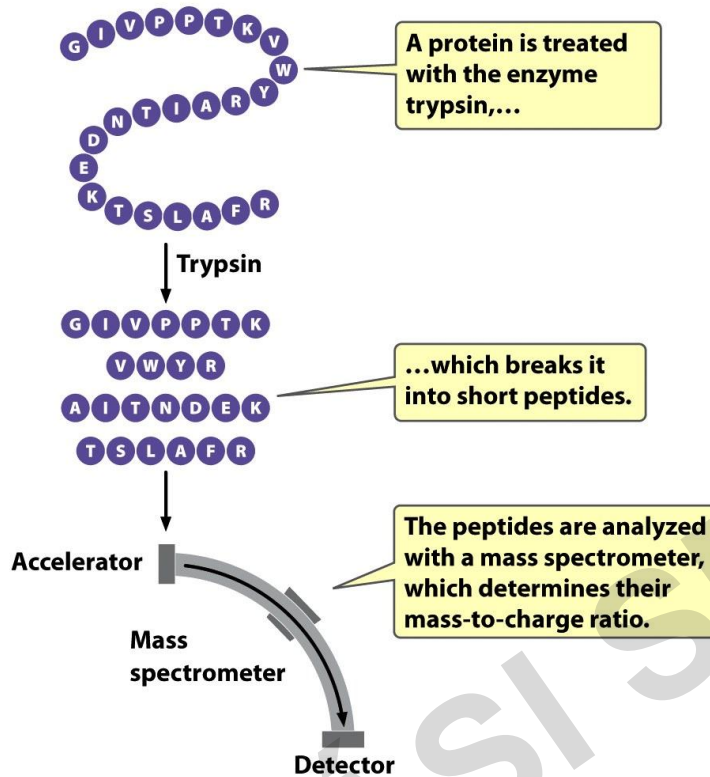 G I V P P T K V
W
Y R A I T N
D
E
K T S L A F R
A protein is treated
with the enzyme
trypsin,…
Trypsin
G I V P P T K
V W Y R
A I T N D E K
T S L A F R
…which breaks it
into short peptides.
Accelerator
The peptides are analyzed
with a mass spectrometer,
which determines their
mass-to-charge ratio.
Mass
spectrometer
Detector